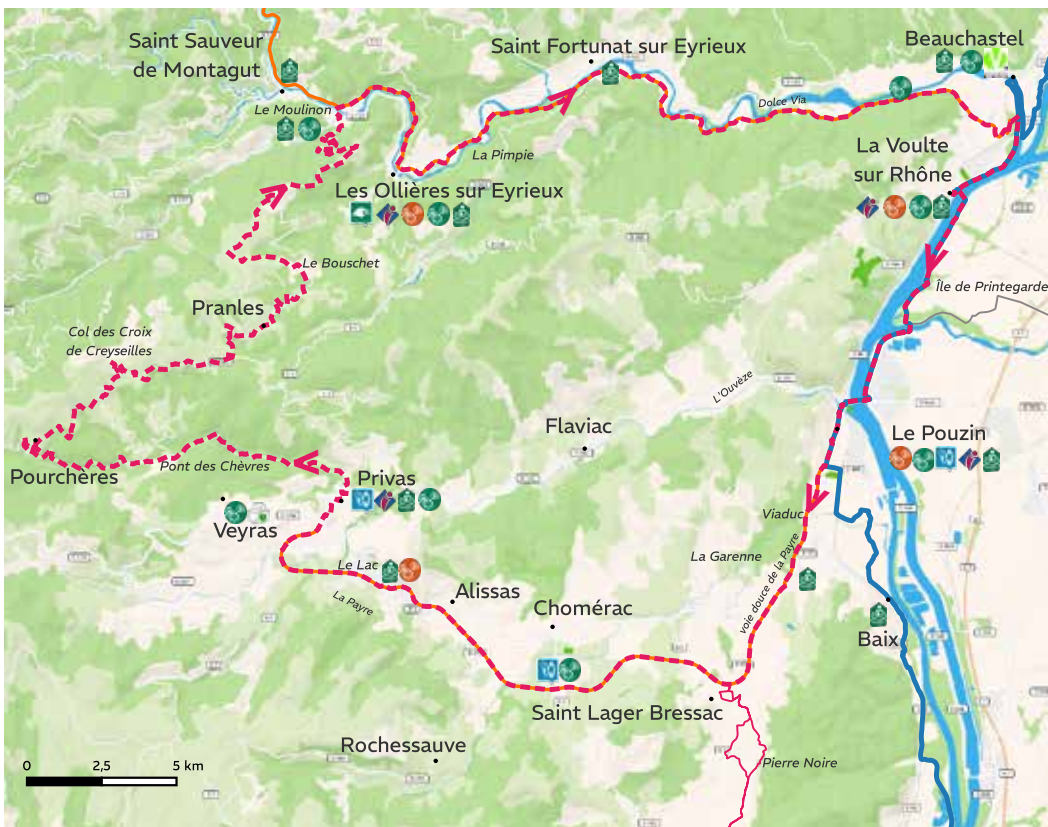 Saint Sauveur
de Montagut
Saint Fortunat sur Eyrieux
Beauchastel
Le Moulinon
Dolce Via
La Pimpie
La Voulte
sur Rhône
Les Ollières sur Eyrieux
Le Bouschet
Île de Printegarde
Pranles
Col des Croix
de Creyseilles
L'Ouvèze
Flaviac
Le Pouzin
Pourchères
Pont des Chèvres
Privas
Veyras
Viaduc
La Garenne
voie douce de la Payre
Le Lac
La Payre
Alissas
Chomérac
Baix
Saint Lager Bressac
Rochessauve
Pierre Noire
0 2,5 5 km